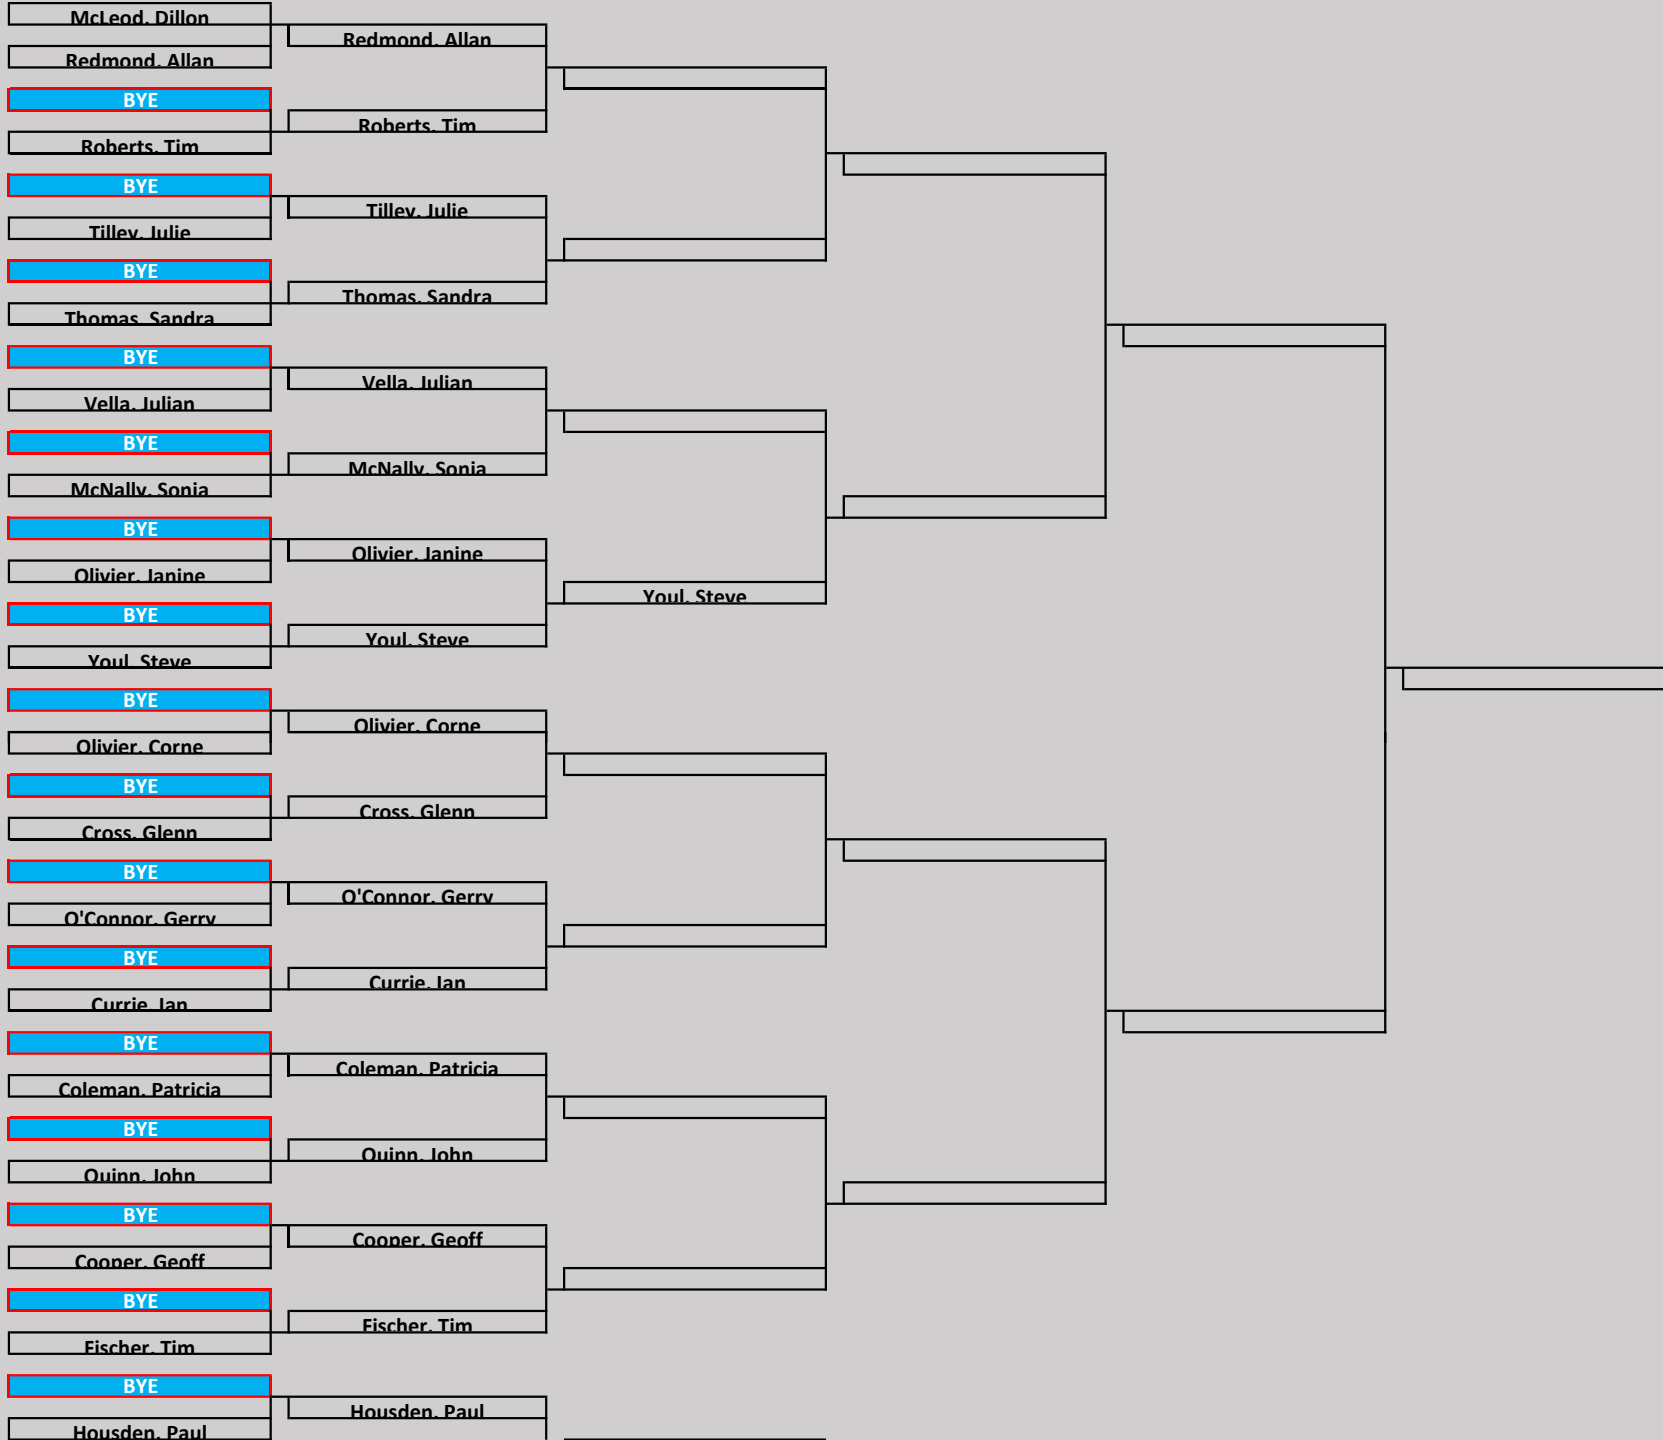 McLeod, Dillon
Redmond, Allan
Redmond, Allan
BYE
Roberts, Tim
Roberts, Tim
BYE
Tilley, Julie
Tilley, Julie
BYE
Thomas, Sandra
Thomas, Sandra
BYE
Vella, Julian
Vella, Julian
BYE
McNally, Sonja
McNally, Sonja
BYE
Olivier, Janine
Olivier, Janine
Youl, Steve
BYE
Youl, Steve
Youl, Steve
BYE
Olivier, Corne
Olivier, Corne
BYE
Cross, Glenn
Cross, Glenn
BYE
O'Connor, Gerry
O'Connor, Gerry
BYE
Currie, Ian
Currie, Ian
BYE
Coleman, Patricia
Coleman, Patricia
BYE
Quinn, John
Quinn, John
BYE
Cooper, Geoff
Cooper, Geoff
BYE
Fischer, Tim
Fischer, Tim
BYE
Housden, Paul
Housden, Paul